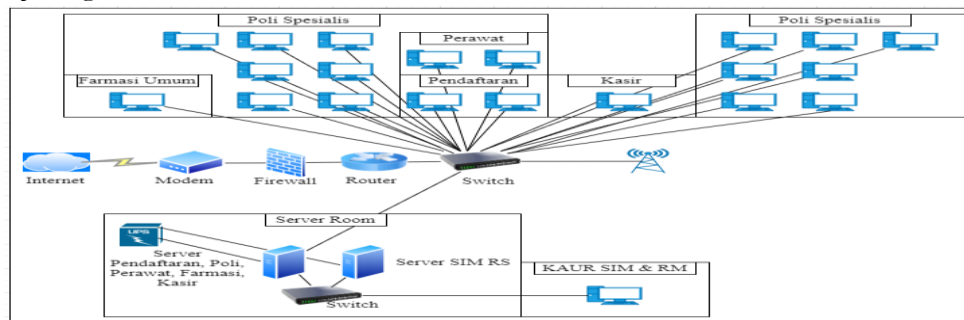 Poli Spesialis
Poli Spesialis
Perawat
Farmasi Umum
Pendaftaran
Kasir
Internet
Modem
Firewall
Router
Switch
Server Room
UPS
Server
Pendaftaran, Poli,
Perawat, Farmasi,
Kasir
Server SIM RS
KAUR SIM & RM
Switch